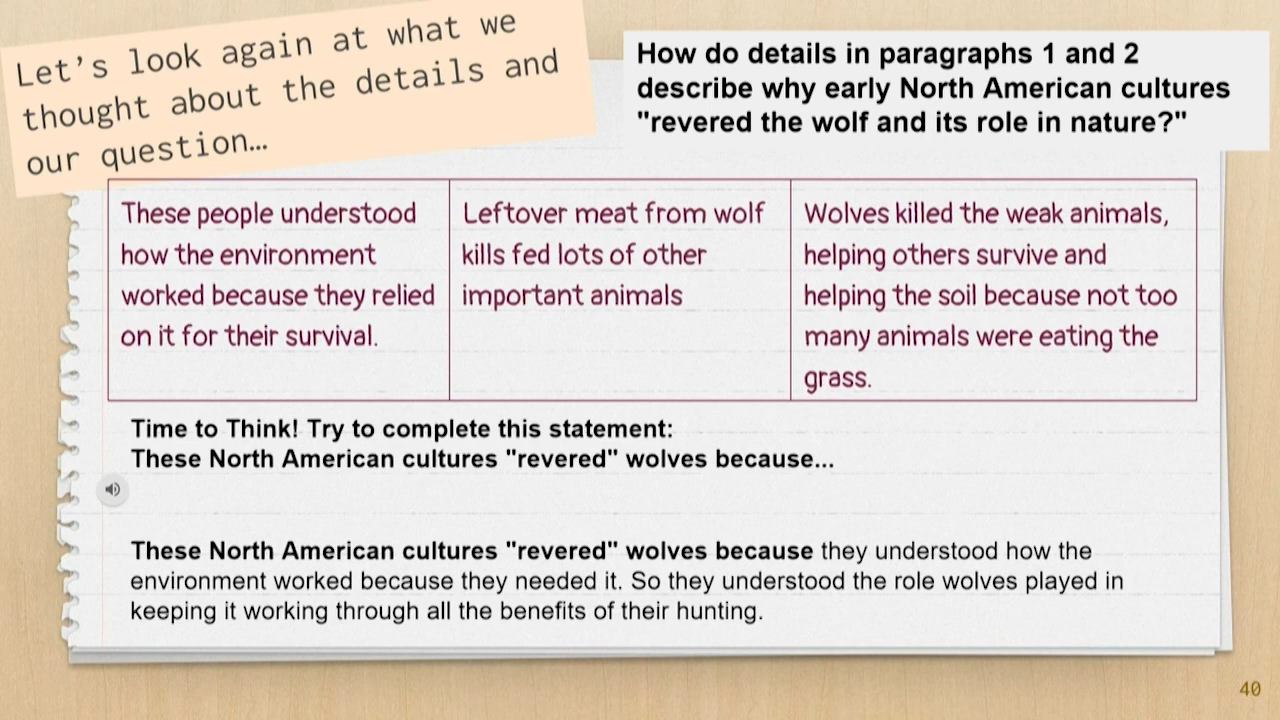 Let’s look again at what we
thought about the details and
our question…
How do details in paragraphs 1 and 2
describe why early North American cultures
"revered the wolf and its role in nature?"
These people understood
how the environment
worked because they relied
on it for their survival.
Leftover meat from wolf
kills fed lots of other
important animals
Wolves killed the weak animals,
helping others survive and
helping the soil because not too
many animals were eating the
grass.
Time to Think! Try to complete this statement:
These North American cultures "revered" wolves because...
These North American cultures "revered" wolves because they understood how the
environment worked because they needed it. So they understood the role wolves played in
keeping it working through all the benefits of their hunting.
40